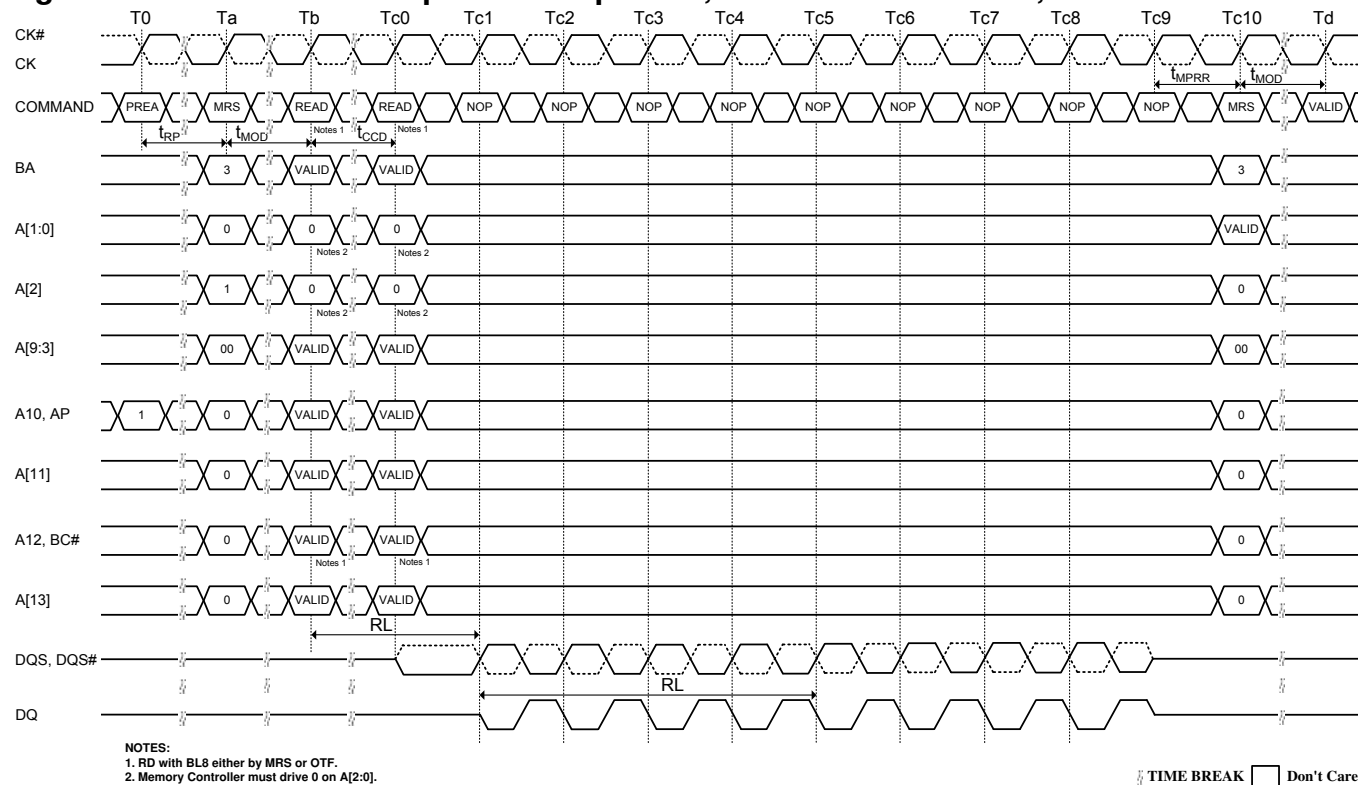 T0 Ta Tb Tc0 Tc1 Tc2 Tc3 Tc4 Tc5 Tc6 Tc7 Tc8 Tc9 Tc10 Td
CK#
CK
tMPRR tMOD
COMMAND PREA MRS READ READ NOP NOP NOP NOP NOP NOP NOP NOP NOP MRS VALID
Notes 1 Notes 1
tRP tMOD tCCD
BA 3 VALID VALID 3
A[1:0] 0 0 0 VALID
Notes 2 Notes 2
A[2] 1 0 0 0
Notes 2 Notes 2
A[9:3] 00 VALID VALID 00
A10, AP 1 0 VALID VALID 0
A[11] 0 VALID VALID 0
A12, BC# 0 VALID VALID 0
Notes 1 Notes 1
A[13] 0 VALID VALID 0
RL
DQS, DQS#
RL
DQ
NOTES:
1. RD with BL8 either by MRS or OTF.
2. Memory Controller must drive 0 on A[2:0].
TIME BREAK Don't Care